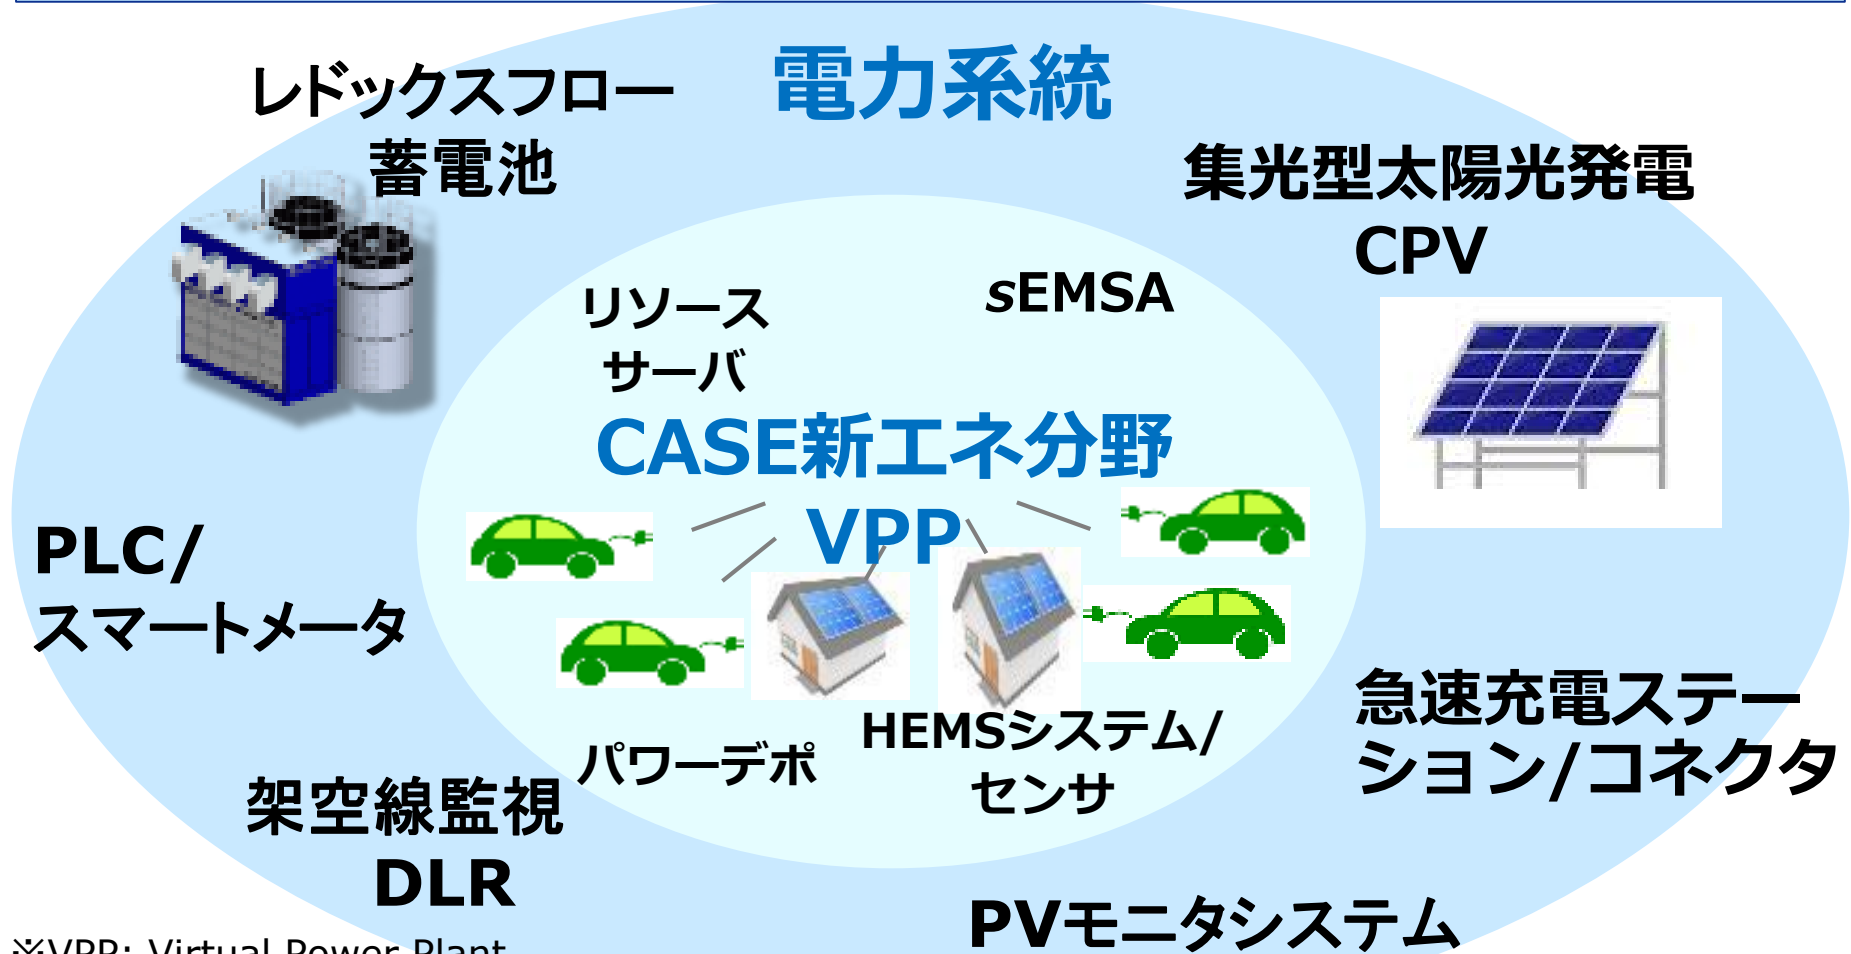 電力系統
レドックスフロー
蓄電池
集光型太陽光発電
CPV
リソース
サーバ
sEMSA
CASE新エネ分野
VPP
PLC/
スマートメータ
急速充電ステー
ション/コネクタ
パワーデポ
HEMSシステム/
センサ
架空線監視
DLR
PVモニタシステム
※VPP: Virtual Power Plant